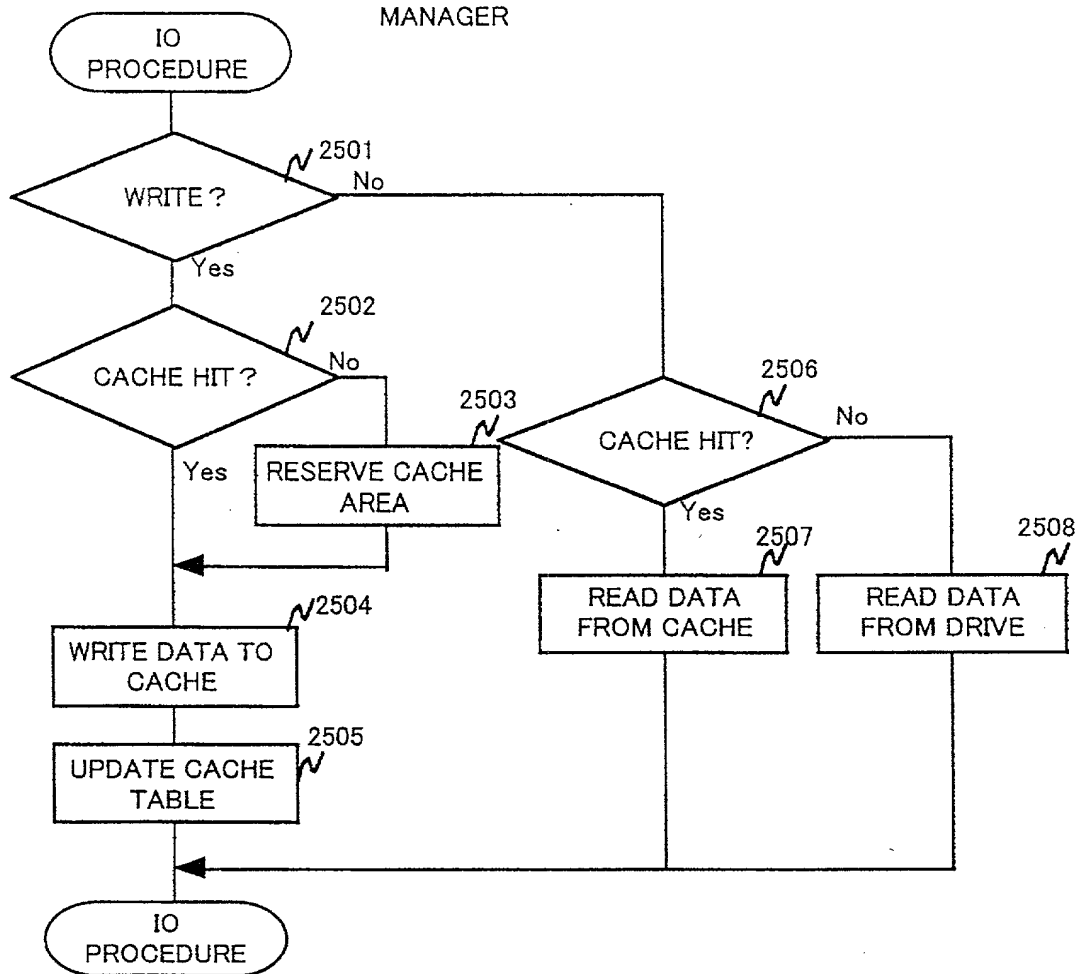 MANAGER
IO
PROCEDURE
2501
WRITE?
No
Yes
2502
CACHE HIT?
No
Yes
2503
RESERVE CACHE
AREA
2504
WRITE DATA TO
CACHE
2505
UPDATE CACHE
TABLE
2506
CACHE HIT?
No
Yes
2507
READ DATA
FROM CACHE
2508
READ DATA
FROM DRIVE
IO
PROCEDURE